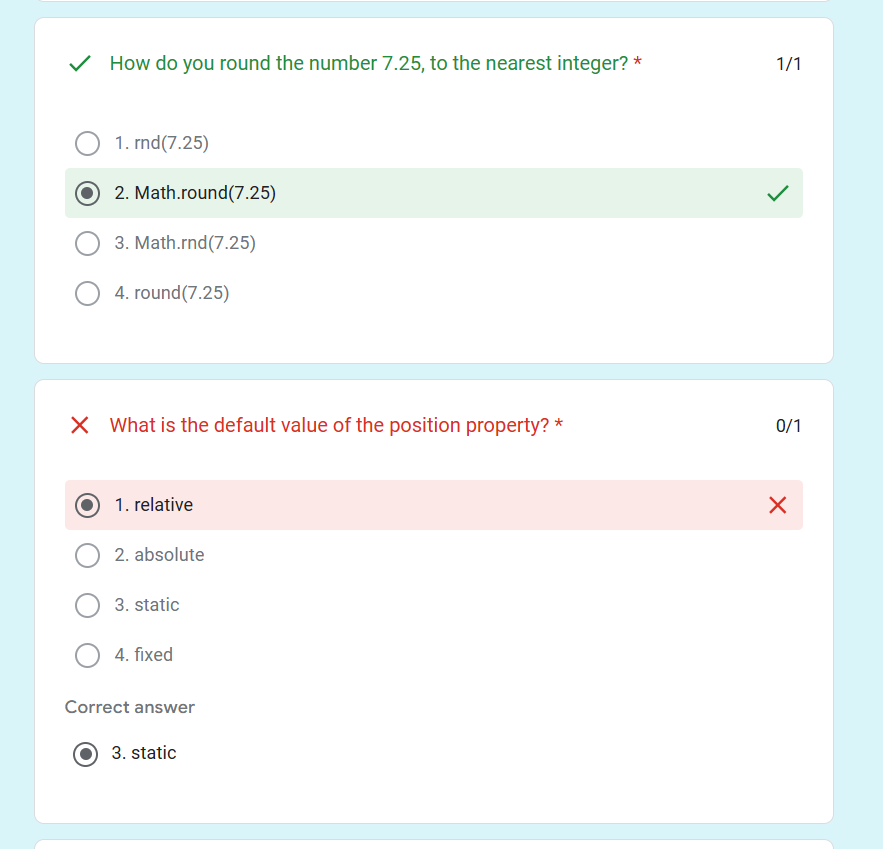 How do you round the number 7.25, to the nearest integer? * 1/1
1. rnd(7.25)
2. Math.round(7.25)
3. Math.rnd(7.25)
4. round(7.25)
What is the default value of the position property? * 0/1
1. relative
2. absolute
3. static
4. fixed
Correct answer
3. static